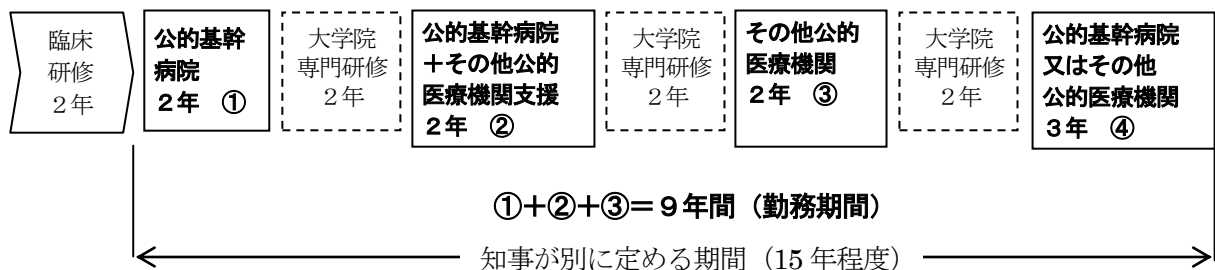 臨床
研修
２年
公的基幹
病院
２年　①
大学院
専門研修
２年
公的基幹病院
＋その他公的
医療機関支援
２年　②
大学院
専門研修
２年
その他公的
医療機関
２年　③
大学院
専門研修
２年
公的基幹病院
又はその他
公的医療機関
３年　④
①＋②＋③＝９年間（勤務期間）
知事が別に定める期間（15 年程度）